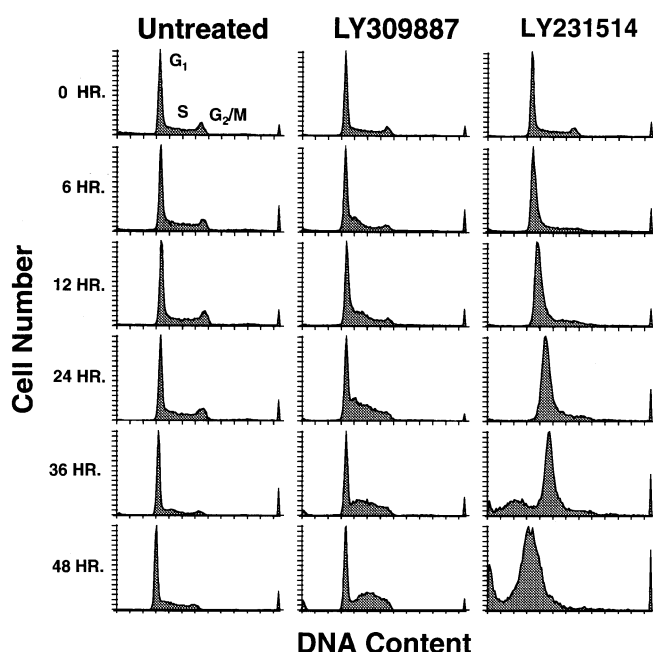 Untreated LY309887 LY231514
G₁
S G₂/M
0 HR.
6 HR.
12 HR.
24 HR.
36 HR.
48 HR.
Cell Number
DNA Content